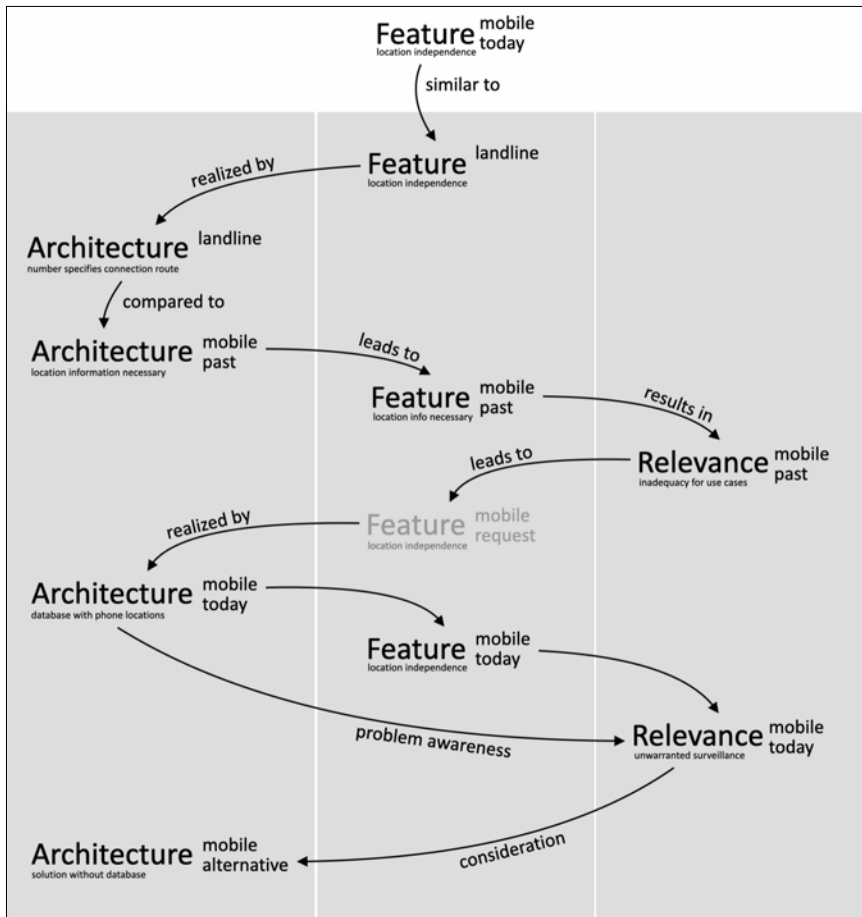 Feature mobile
today
location independence
similar to
Feature landline
location independence
realized by
Architecture landline
number specifies connection route
compared to
Architecture mobile
past
location information necessary
leads to
Feature mobile
past
location info necessary
results in
Relevance mobile
past
inadequacy for use cases
leads to
Feature mobile
request
location independence
realized by
Architecture mobile
today
database with phone locations
Feature mobile
today
location independence
Relevance mobile
today
unwarranted surveillance
problem awareness
consideration
Architecture mobile
alternative
solution without database